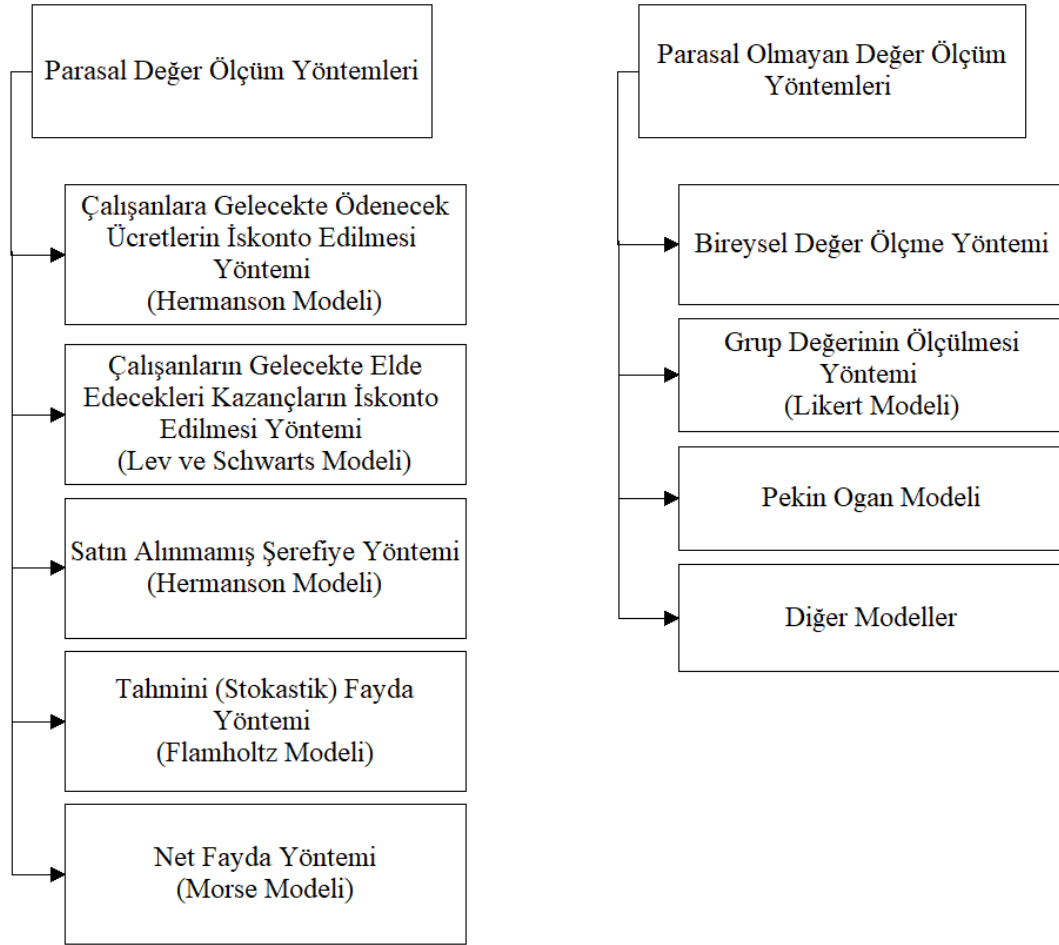 Parasal Değer Ölçüm Yöntemleri
Çalışanlara Gelecekte Ödenecek
Ücretlerin İskonto Edilmesi
Yöntemi
(Hermanson Modeli)
Çalışanların Gelecekte Elde
Edecekleri Kazançların İskonto
Edilmesi Yöntemi
(Lev ve Schwarts Modeli)
Satın Alınmamış Şerefiye Yöntemi
(Hermanson Modeli)
Tahmini (Stokastik) Fayda
Yöntemi
(Flamholtz Modeli)
Net Fayda Yöntemi
(Morse Modeli)
Parasal Olmayan Değer Ölçüm
Yöntemleri
Bireysel Değer Ölçme Yöntemi
Grup Değerinin Ölçülmesi
Yöntemi
(Likert Modeli)
Pekin Ogan Modeli
Diğer Modeller